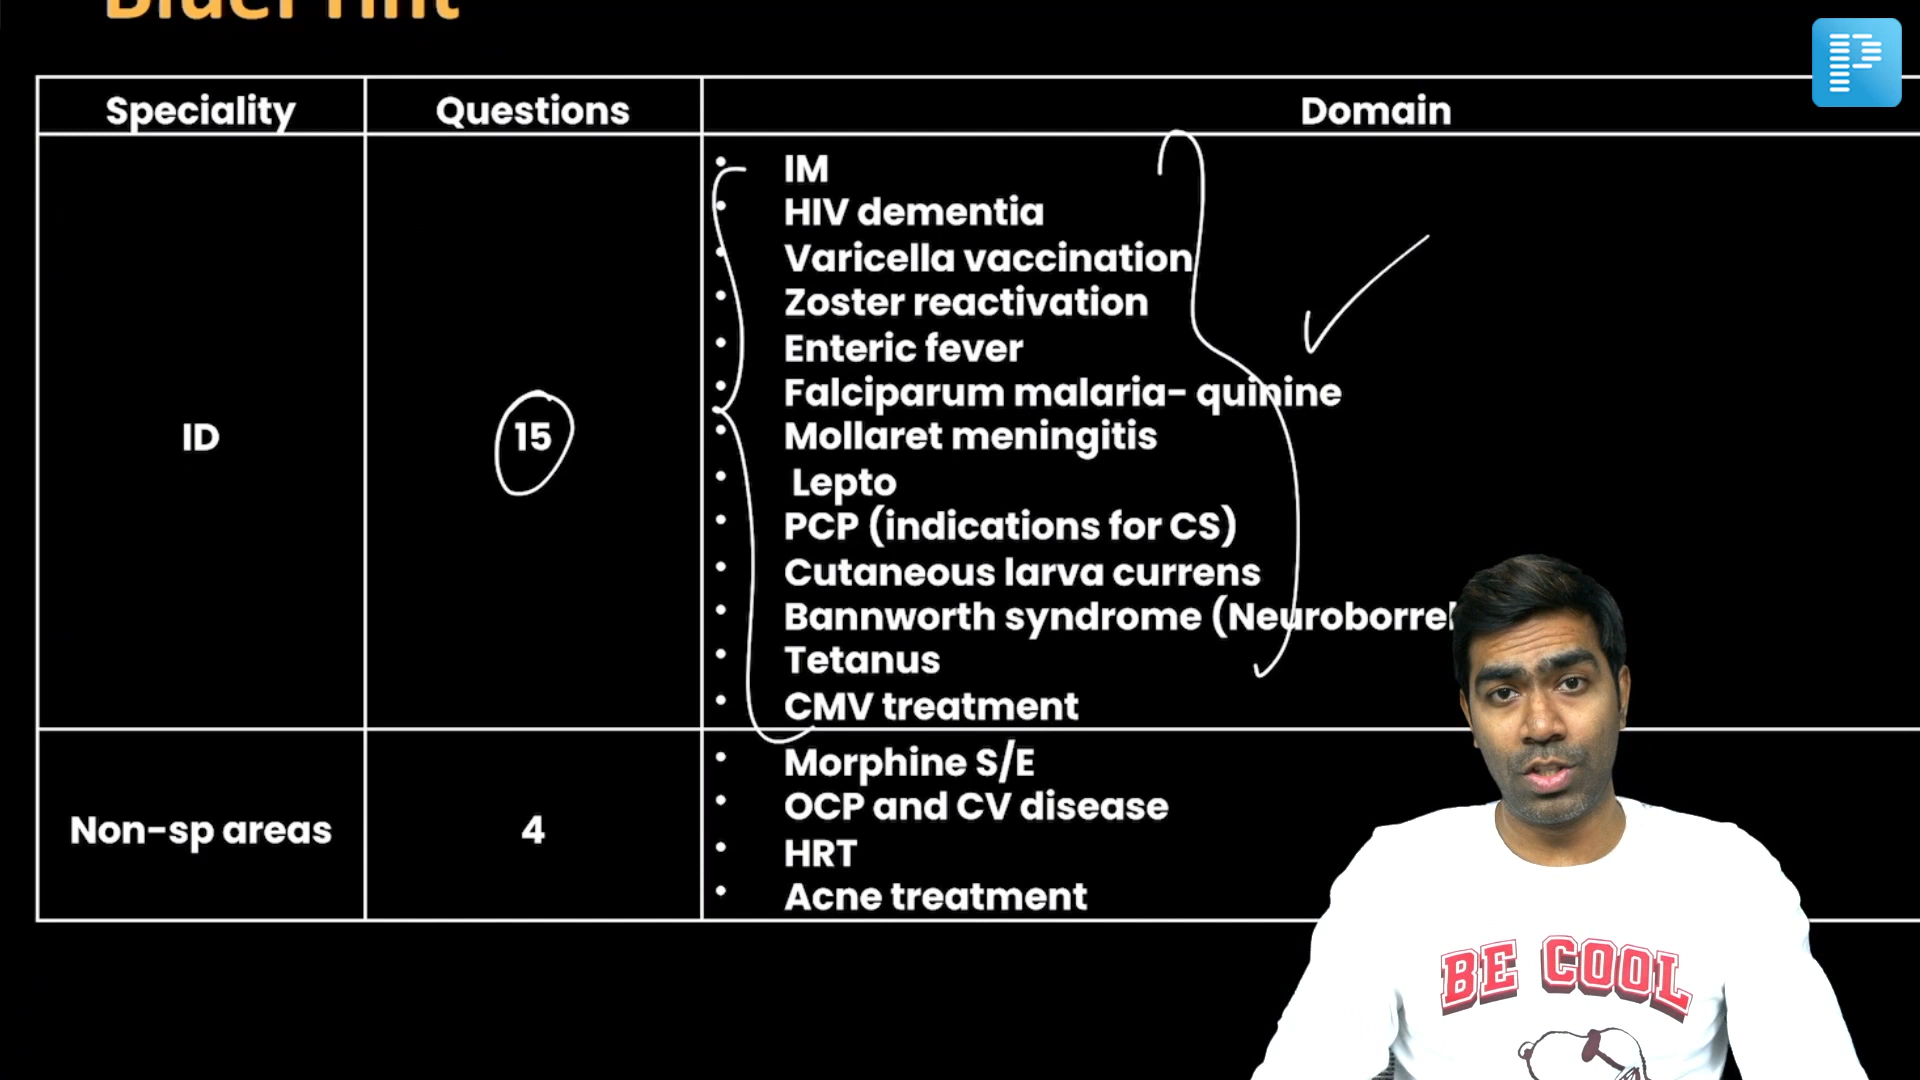 BluePrint
Speciality Questions Domain
ID 15
• IM
• HIV dementia
• Varicella vaccination
• Zoster reactivation
• Enteric fever
• Falciparum malaria- quinine
• Mollaret meningitis
• Lepto
• PCP (indications for CS)
• Cutaneous larva currens
• Bannworth syndrome (Neuroborrel
• Tetanus
• CMV treatment
Non-sp areas 4
• Morphine S/E
• OCP and CV disease
• HRT
• Acne treatment
BE COOL